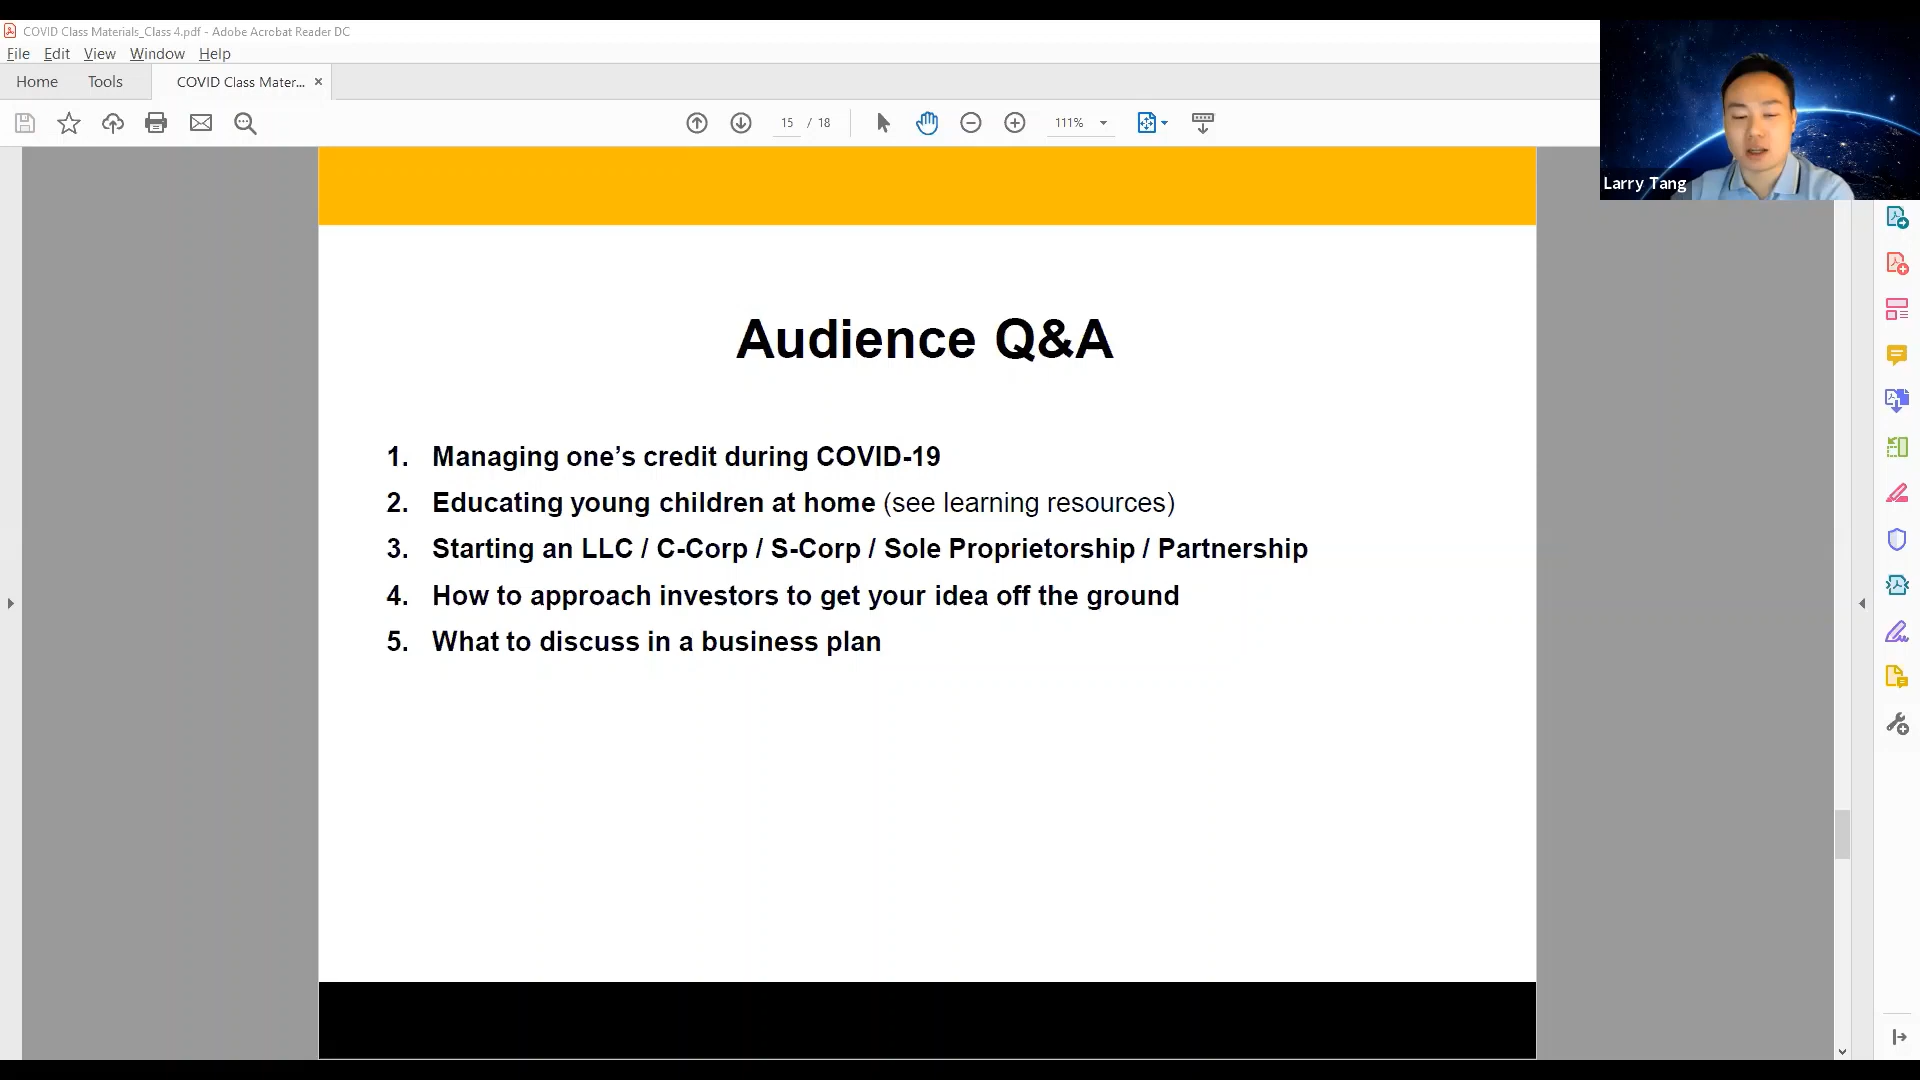 COVID Class Materials_Class 4.pdf - Adobe Acrobat Reader DC
File Edit View Window Help
Home Tools COVID Class Mater... ×
15 / 18 111%
Larry Tang
Audience Q&A
1. Managing one’s credit during COVID-19
2. Educating young children at home (see learning resources)
3. Starting an LLC / C-Corp / S-Corp / Sole Proprietorship / Partnership
4. How to approach investors to get your idea off the ground
5. What to discuss in a business plan